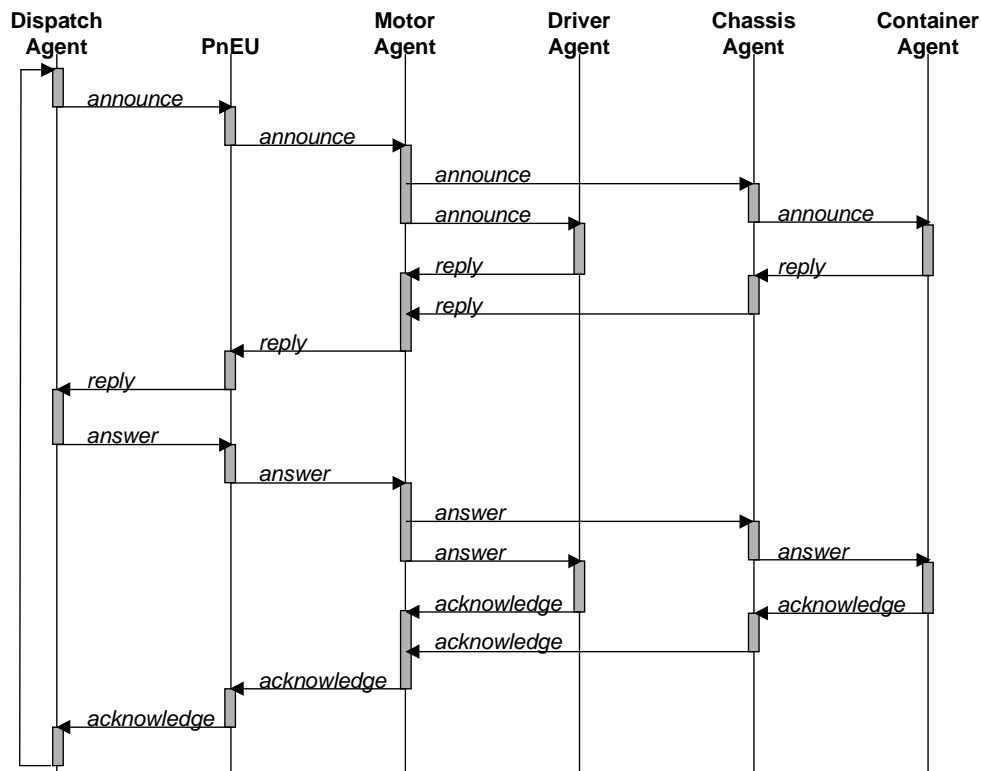 Dispatch Agent
PnEU
Motor Agent
Driver Agent
Chassis Agent
Container Agent
announce
announce
announce
announce
announce
reply
reply
reply
reply
reply
answer
answer
answer
answer
answer
acknowledge
acknowledge
acknowledge
acknowledge
acknowledge